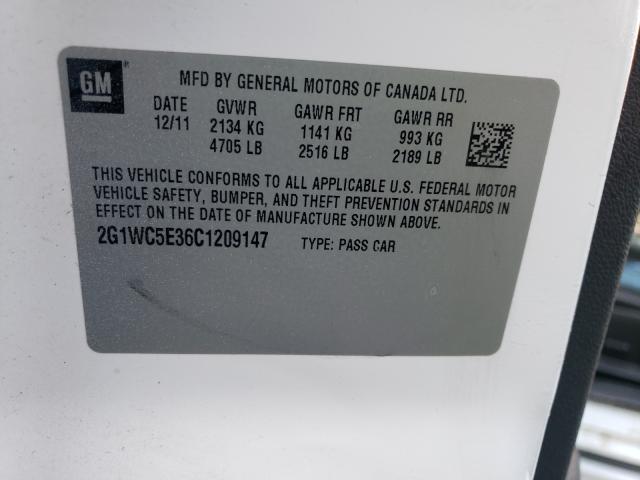 GM
MFD BY GENERAL MOTORS OF CANADA LTD.
DATE GVWR GAWR FRT GAWR RR
12/11 2134 KG 1141 KG 993 KG
4705 LB 2516 LB 2189 LB
THIS VEHICLE CONFORMS TO ALL APPLICABLE U.S. FEDERAL MOTOR
VEHICLE SAFETY, BUMPER, AND THEFT PREVENTION STANDARDS IN
EFFECT ON THE DATE OF MANUFACTURE SHOWN ABOVE.
2G1WC5E36C1209147 TYPE: PASS CAR